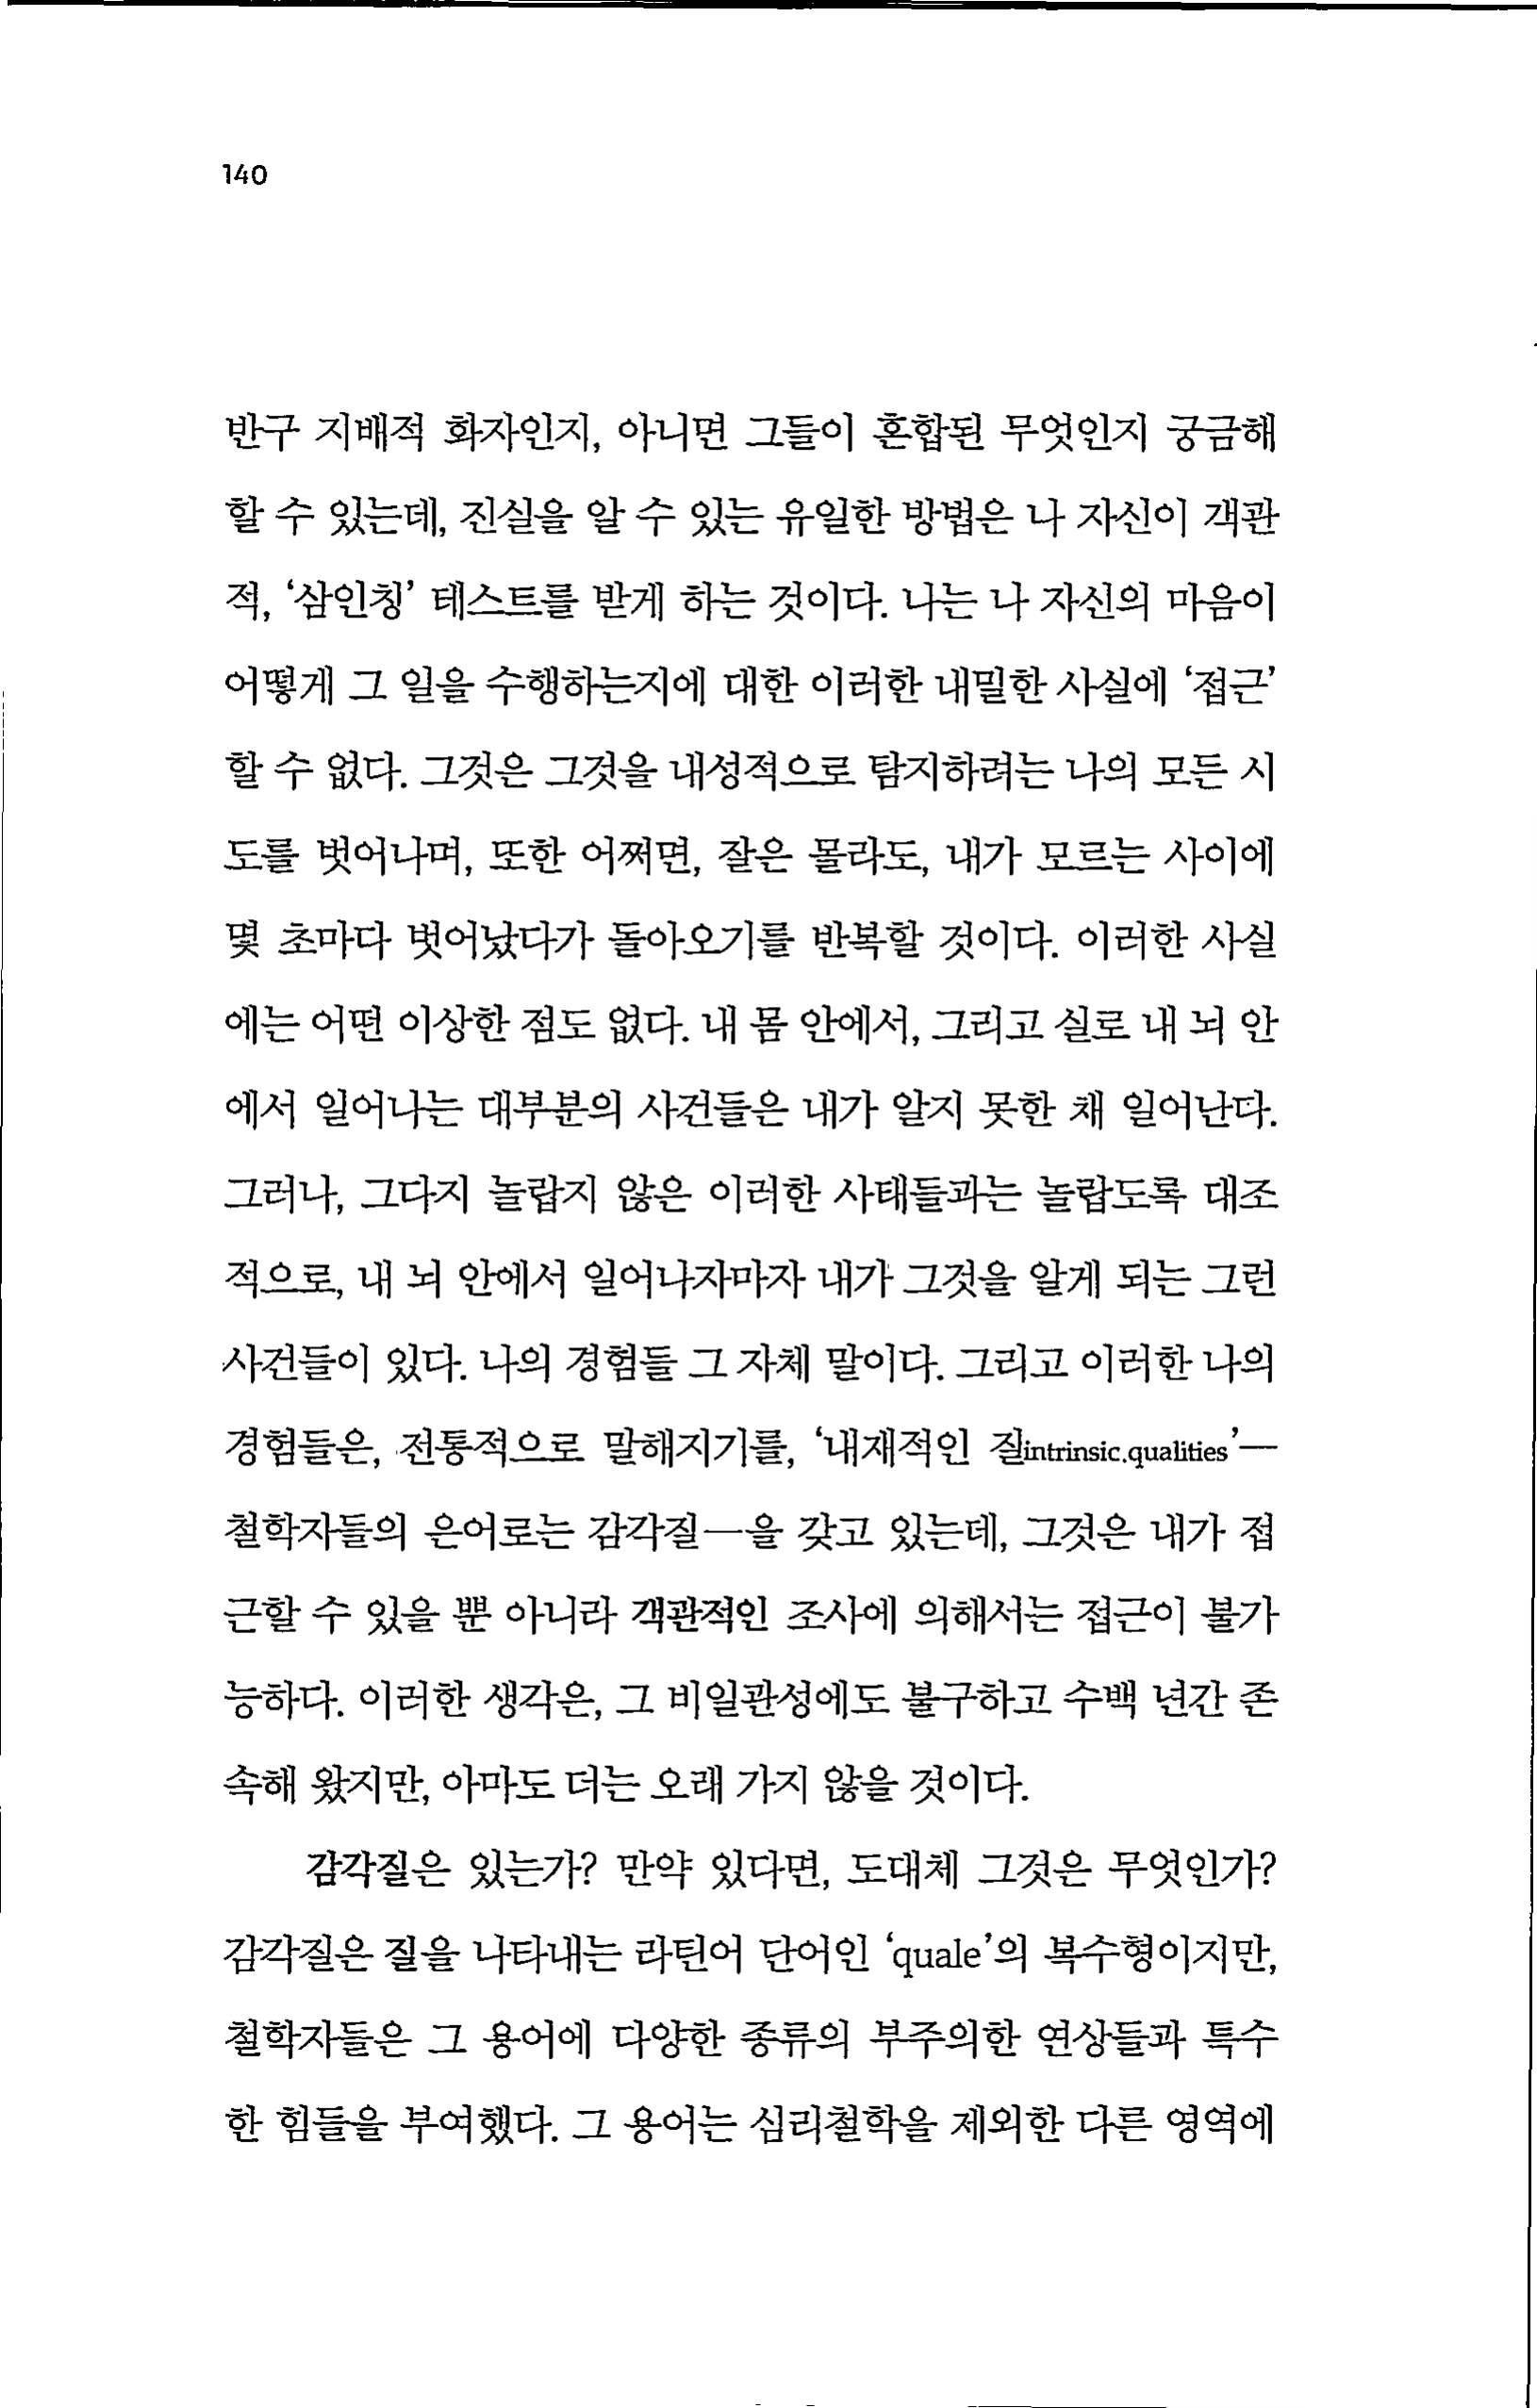 140
반구 지배적 화자인지, 아니면 그들이 혼합된 무엇인지 궁금해
할 수 있는데, 진실을 알 수 있는 유일한 방법은 나 자신이 객관
적, ‘삼인칭’ 테스트를 받게 하는 것이다. 나는 나 자신의 마음이
어떻게 그 일을 수행하는지에 대한 이러한 내밀한 사실에 ‘접근’
할 수 없다. 그것은 그것을 내성적으로 탐지하려는 나의 모든 시
도를 벗어나며, 또한 어쩌면, 잘은 몰라도, 내가 모르는 사이에
몇 초마다 벗어났다가 돌아오기를 반복할 것이다. 이러한 사실
에는 어떤 이상한 점도 없다. 내 몸 안에서, 그리고 실로 내 뇌 안
에서 일어나는 대부분의 사건들은 내가 알지 못한 채 일어난다.
그러나, 그다지 놀랍지 않은 이러한 사태들과는 놀랍도록 대조
적으로, 내 뇌 안에서 일어나자마자 내가 그것을 알게 되는 그런
사건들이 있다. 나의 경험들 그 자체 말이다. 그리고 이러한 나의
경험들은, 전통적으로 말해지기를, ‘내재적인 질intrinsic qualities’—
철학자들의 은어로는 감각질—을 갖고 있는데, 그것은 내가 접
근할 수 있을 뿐 아니라 객관적인 조사에 의해서는 접근이 불가
능하다. 이러한 생각은, 그 비일관성에도 불구하고 수백 년간 존
속해 왔지만, 아마도 더는 오래 가지 않을 것이다.
감각질은 있는가? 만약 있다면, 도대체 그것은 무엇인가?
감각질은 질을 나타내는 라틴어 단어인 ‘quale’의 복수형이지만,
철학자들은 그 용어에 다양한 종류의 부주의한 연상들과 특수
한 힘들을 부여했다. 그 용어는 심리철학을 제외한 다른 영역에